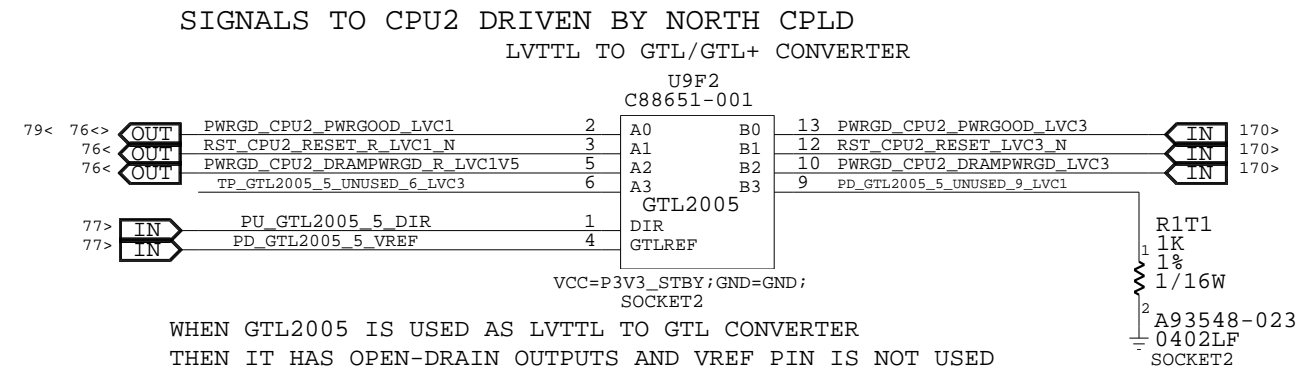 SIGNALS TO CPU2 DRIVEN BY NORTH CPLD
LVTTL TO GTL/GTL+ CONVERTER
U9F2
C88651-001
79< 76<> OUT PWRGD_CPU2_PWRGOOD_LVC1 2 A0 B0 13 PWRGD_CPU2_PWRGOOD_LVC3 IN 170>
76< OUT RST_CPU2_RESET_R_LVC1_N 3 A1 B1 12 RST_CPU2_RESET_LVC3_N IN 170>
76< OUT PWRGD_CPU2_DRAMPWRGD_R_LVC1V5 5 A2 B2 10 PWRGD_CPU2_DRAMPWRGD_LVC3 IN 170>
TP_GTL2005_5_UNUSED_6_LVC3 6 A3 B3 9 PD_GTL2005_5_UNUSED_9_LVC1
GTL2005
77> IN PU_GTL2005_5_DIR 1 DIR
77> IN PD_GTL2005_5_VREF 4 GTLREF
R1T1
1 1K
1%
1/16W
2 A93548-023
0402LF
SOCKET2
VCC=P3V3_STBY;GND=GND;
SOCKET2
WHEN GTL2005 IS USED AS LVTTL TO GTL CONVERTER
THEN IT HAS OPEN-DRAIN OUTPUTS AND VREF PIN IS NOT USED